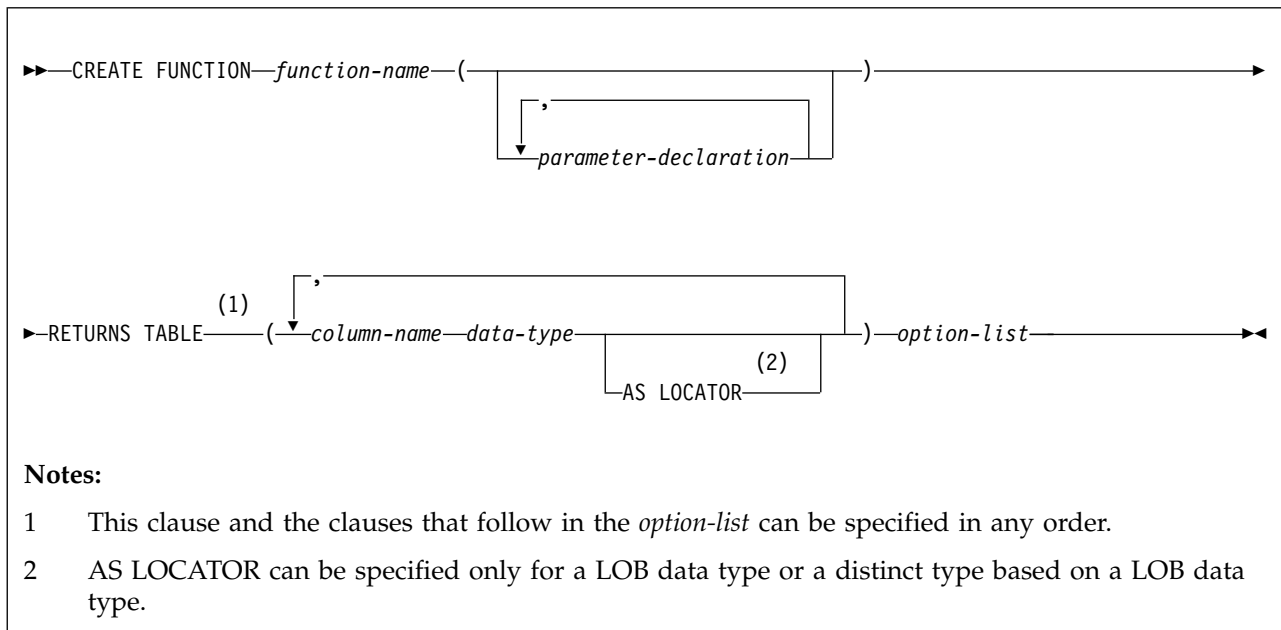 CREATE FUNCTION function-name ( )
,
parameter-declaration
,
(1)
RETURNS TABLE ( column-name data-type ) option-list
(2)
AS LOCATOR
Notes:
1 This clause and the clauses that follow in the option-list can be specified in any order.
2 AS LOCATOR can be specified only for a LOB data type or a distinct type based on a LOB data
type.